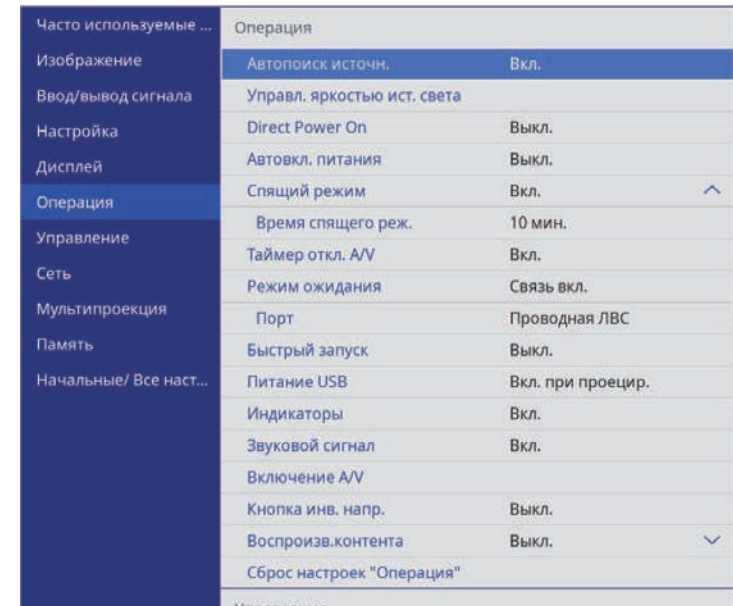 Часто используемые ...
Изображение
Ввод/вывод сигнала
Настройка
Дисплей
Операция
Управление
Сеть
Мультипроекция
Память
Начальные/ Все наст...
Операция
Автопоиск источн. Вкл.
Управл. яркостью ист. света
Direct Power On Выкл.
Автовкл. питания Выкл.
Спящий режим Вкл.
Время спящего реж. 10 мин.
Таймер откл. A/V Вкл.
Режим ожидания Связь вкл.
Порт Проводная ЛВС
Быстрый запуск Выкл.
Питание USB Вкл. при проецир.
Индикаторы Вкл.
Звуковой сигнал Вкл.
Включение A/V
Кнопка инв. напр. Выкл.
Воспроизв.контента Выкл.
Сброс настроек "Операция"